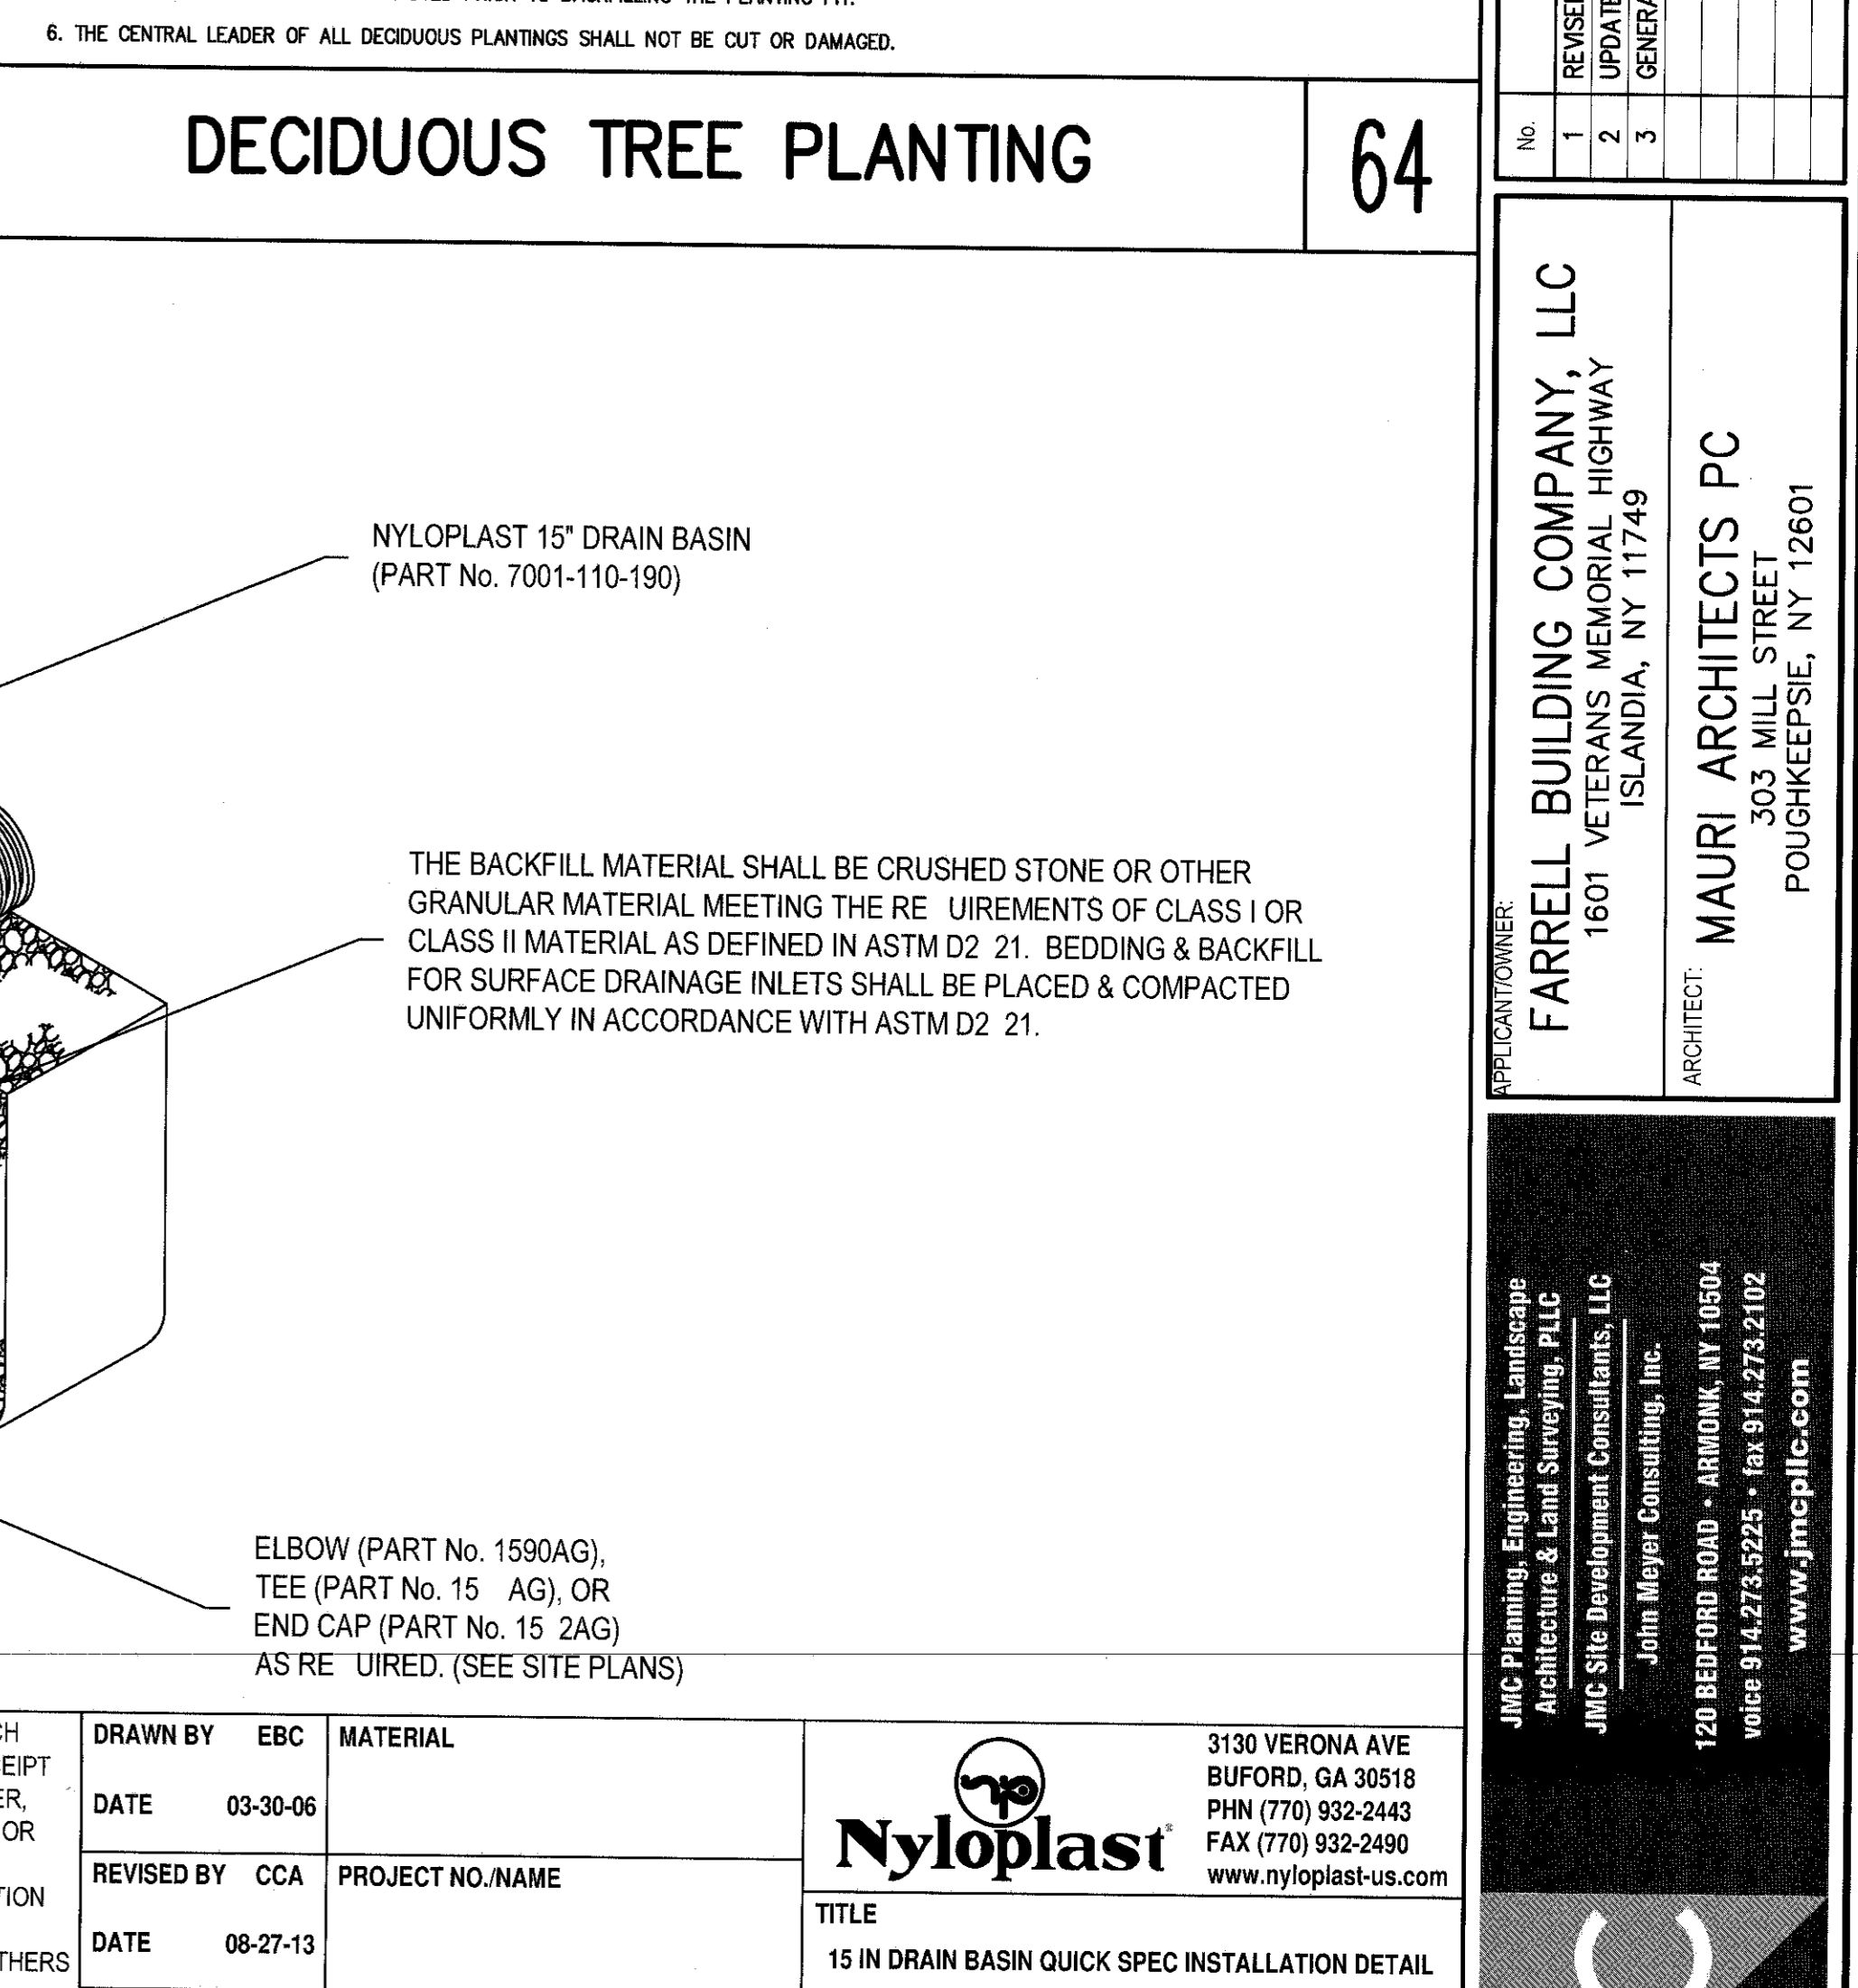 6. THE CENTRAL LEADER OF ALL DECIDUOUS PLANTINGS SHALL NOT BE CUT OR DAMAGED.
DECIDUOUS TREE PLANTING
64
NYLOPLAST 15" DRAIN BASIN
(PART No. 7001-110-190)
THE BACKFILL MATERIAL SHALL BE CRUSHED STONE OR OTHER
GRANULAR MATERIAL MEETING THE RE UIREMENTS OF CLASS I OR
CLASS II MATERIAL AS DEFINED IN ASTM D2 21. BEDDING & BACKFILL
FOR SURFACE DRAINAGE INLETS SHALL BE PLACED & COMPACTED
UNIFORMLY IN ACCORDANCE WITH ASTM D2 21.
ELBOW (PART No. 1590AG),
TEE (PART No. 15 AG), OR
END CAP (PART No. 15 2AG)
AS RE UIRED. (SEE SITE PLANS)
CH
EIPT
ER,
OR
TION
THERS
DRAWN BY EBC
DATE 03-30-06
REVISED BY CCA
DATE 08-27-13
MATERIAL
PROJECT NO./NAME
Nyloplast
3130 VERONA AVE
BUFORD, GA 30518
PHN (770) 932-2443
FAX (770) 932-2490
www.nyloplast-us.com
TITLE
15 IN DRAIN BASIN QUICK SPEC INSTALLATION DETAIL
No.
1 REVISE
2 UPDATE
3 GENERA
APPLICANT/OWNER:
FARRELL BUILDING COMPANY, LLC
1601 VETERANS MEMORIAL HIGHWAY
ISLANDIA, NY 11749
ARCHITECT:
MAURI ARCHITECTS PC
303 MILL STREET
POUGHKEEPSIE, NY 12601
JMC Planning, Engineering, Landscape
Architecture & Land Surveying, PLLC
JMC Site Development Consultants, LLC
John Meyer Consulting, Inc.
120 BEDFORD ROAD • ARMONK, NY 10504
voice 914.273.5225 • fax 914.273.2102
www.jmcpllc.com